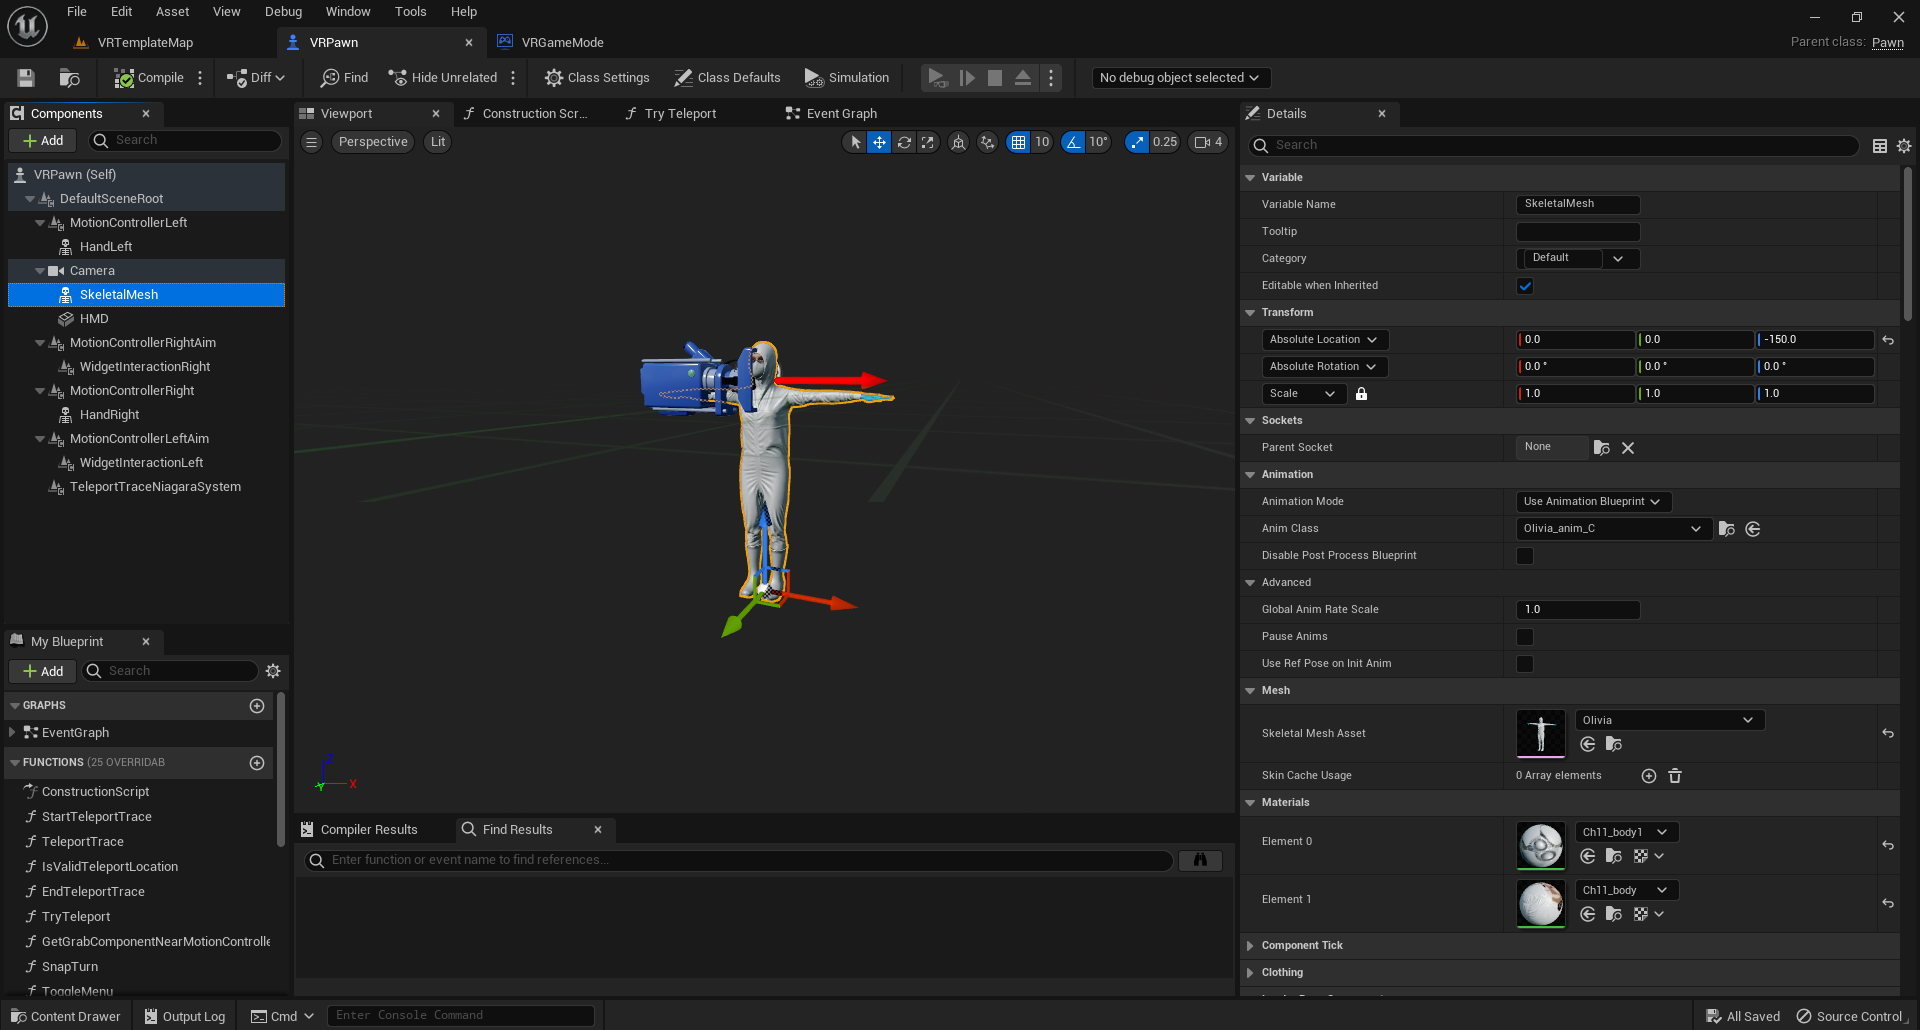 File Edit Asset View Debug Window Tools Help
VRTemplateMap VRPawn VRGameMode
Parent class: Pawn
Compile Diff Find Hide Unrelated Class Settings Class Defaults Simulation No debug object selected
Components
Add Search
VRPawn (Self)
DefaultSceneRoot
MotionControllerLeft
HandLeft
Camera
SkeletalMesh
HMD
MotionControllerRightAim
WidgetInteractionRight
MotionControllerRight
HandRight
MotionControllerLeftAim
WidgetInteractionLeft
TeleportTraceNiagaraSystem
My Blueprint
Add Search
GRAPHS
EventGraph
FUNCTIONS (25 OVERRIDAB
ConstructionScript
StartTeleportTrace
TeleportTrace
IsValidTeleportLocation
EndTeleportTrace
TryTeleport
GetGrabComponentNearMotionControlle
SnapTurn
ToggleMenu
Viewport Construction Scr... Try Teleport Event Graph
Perspective Lit 10 10° 0.25 4
Z
Y X
Compiler Results Find Results
Enter function or event name to find references...
Details
Search
Variable
Variable Name SkeletalMesh
Tooltip
Category Default
Editable when Inherited
Transform
Absolute Location 0.0 0.0 -150.0
Absolute Rotation 0.0 ° 0.0 ° 0.0 °
Scale 1.0 1.0 1.0
Sockets
Parent Socket None
Animation
Animation Mode Use Animation Blueprint
Anim Class Olivia_anim_C
Disable Post Process Blueprint
Advanced
Global Anim Rate Scale 1.0
Pause Anims
Use Ref Pose on Init Anim
Mesh
Skeletal Mesh Asset Olivia
Skin Cache Usage 0 Array elements
Materials
Element 0 Ch11_body1
Element 1 Ch11_body
Component Tick
Clothing
Content Drawer Output Log Cmd Enter Console Command All Saved Source Control